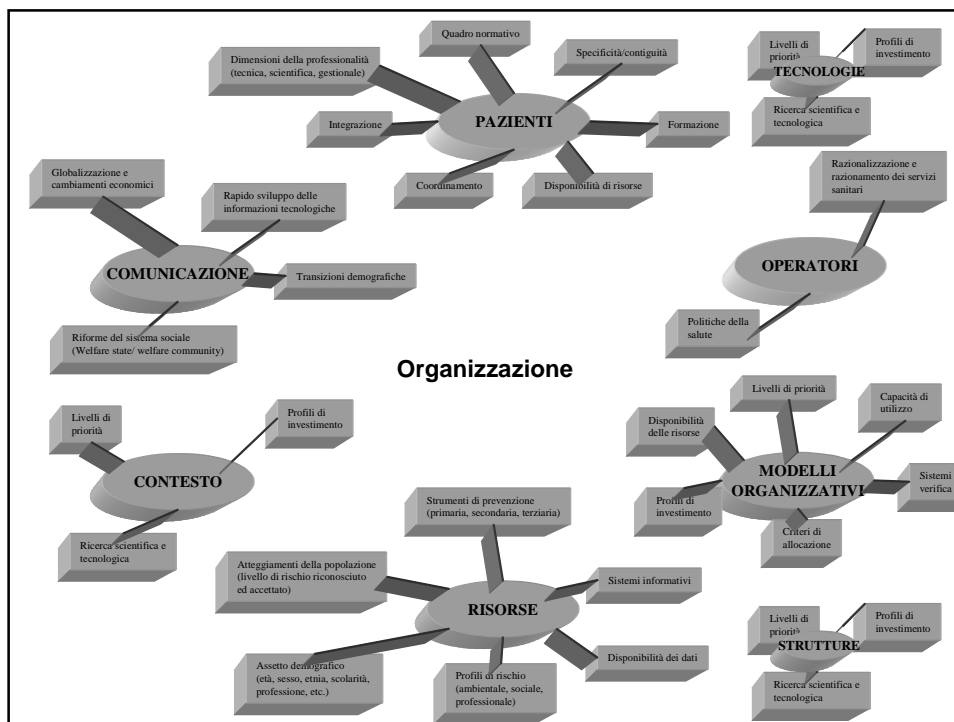 Quadro normativo
Dimensioni della professionalità
(tecnica, scientifica, gestionale)
Specificità/contiguità
PAZIENTI
Integrazione
Formazione
Coordinamento
Disponibilità di risorse
Livelli di
priorità
Profili di
investimento
TECNOLOGIE
Ricerca scientifica e
tecnologica
Globalizzazione e
cambiamenti economici
Rapido sviluppo delle
informazioni tecnologiche
COMUNICAZIONE
Transizioni demografiche
Riforme del sistema sociale
(Welfare state/ welfare community)
Razionalizzazione e
razionamento dei servizi
sanitari
OPERATORI
Politiche della
salute
Organizzazione
Livelli di
priorità
Profili di
investimento
CONTESTO
Ricerca scientifica e
tecnologica
Livelli di priorità
Capacità di
utilizzo
Disponibilità
delle risorse
MODELLI
ORGANIZZATIVI
Sistemi
verifica
Profili di
investimento
Criteri di
allocazione
Strumenti di prevenzione
(primaria, secondaria, terziaria)
Atteggiamenti della popolazione
(livello di rischio riconosciuto
ed accettato)
Sistemi informativi
RISORSE
Assetto demografico
(età, sesso, etnia, scolarità,
professione, etc.)
Profili di rischio
(ambientale, sociale,
professionale)
Disponibilità dei dati
Livelli di
priorità
Profili di
investimento
STRUTTURE
Ricerca scientifica e
tecnologica